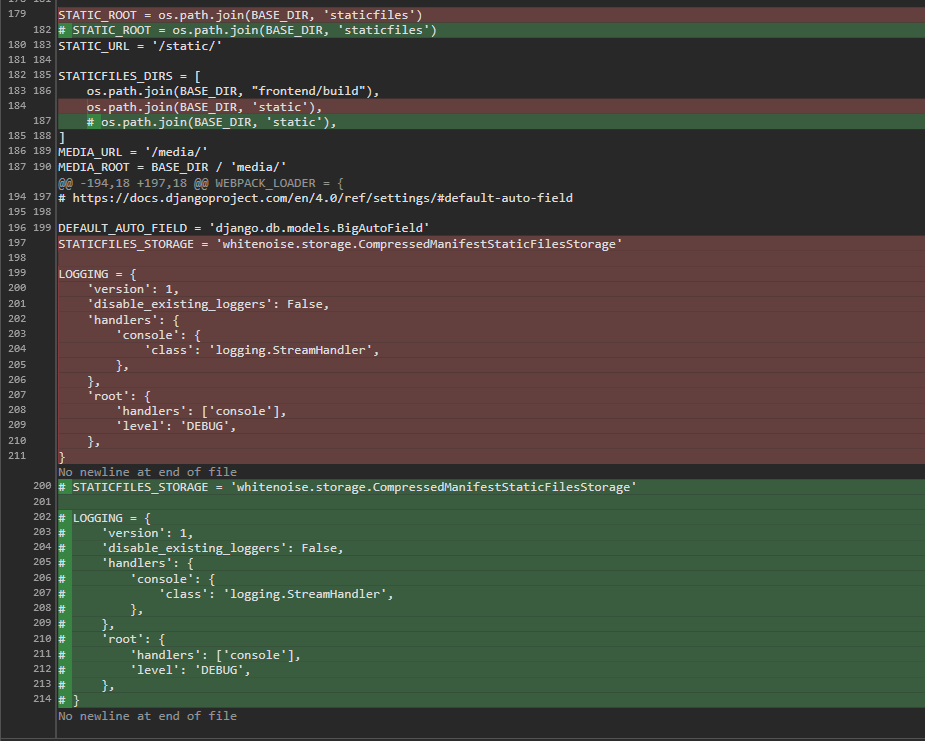 179 STATIC_ROOT = os.path.join(BASE_DIR, 'staticfiles')
182 # STATIC_ROOT = os.path.join(BASE_DIR, 'staticfiles')
180 183 STATIC_URL = '/static/'
181 184
182 185 STATICFILES_DIRS = [
183 186     os.path.join(BASE_DIR, "frontend/build"),
184     os.path.join(BASE_DIR, 'static'),
187     # os.path.join(BASE_DIR, 'static'),
185 188 ]
186 189 MEDIA_URL = '/media/'
187 190 MEDIA_ROOT = BASE_DIR / 'media/'
@@ -194,18 +197,18 @@ WEBPACK_LOADER = {
194 197 # https://docs.djangoproject.com/en/4.0/ref/settings/#default-auto-field
195 198
196 199 DEFAULT_AUTO_FIELD = 'django.db.models.BigAutoField'
197 STATICFILES_STORAGE = 'whitenoise.storage.CompressedManifestStaticFilesStorage'
198
199 LOGGING = {
200     'version': 1,
201     'disable_existing_loggers': False,
202     'handlers': {
203         'console': {
204             'class': 'logging.StreamHandler',
205         },
206     },
207     'root': {
208         'handlers': ['console'],
209         'level': 'DEBUG',
210     },
211 }
No newline at end of file
200 # STATICFILES_STORAGE = 'whitenoise.storage.CompressedManifestStaticFilesStorage'
201
202 # LOGGING = {
203 #     'version': 1,
204 #     'disable_existing_loggers': False,
205 #     'handlers': {
206 #         'console': {
207 #             'class': 'logging.StreamHandler',
208 #         },
209 #     },
210 #     'root': {
211 #         'handlers': ['console'],
212 #         'level': 'DEBUG',
213 #     },
214 # }
No newline at end of file